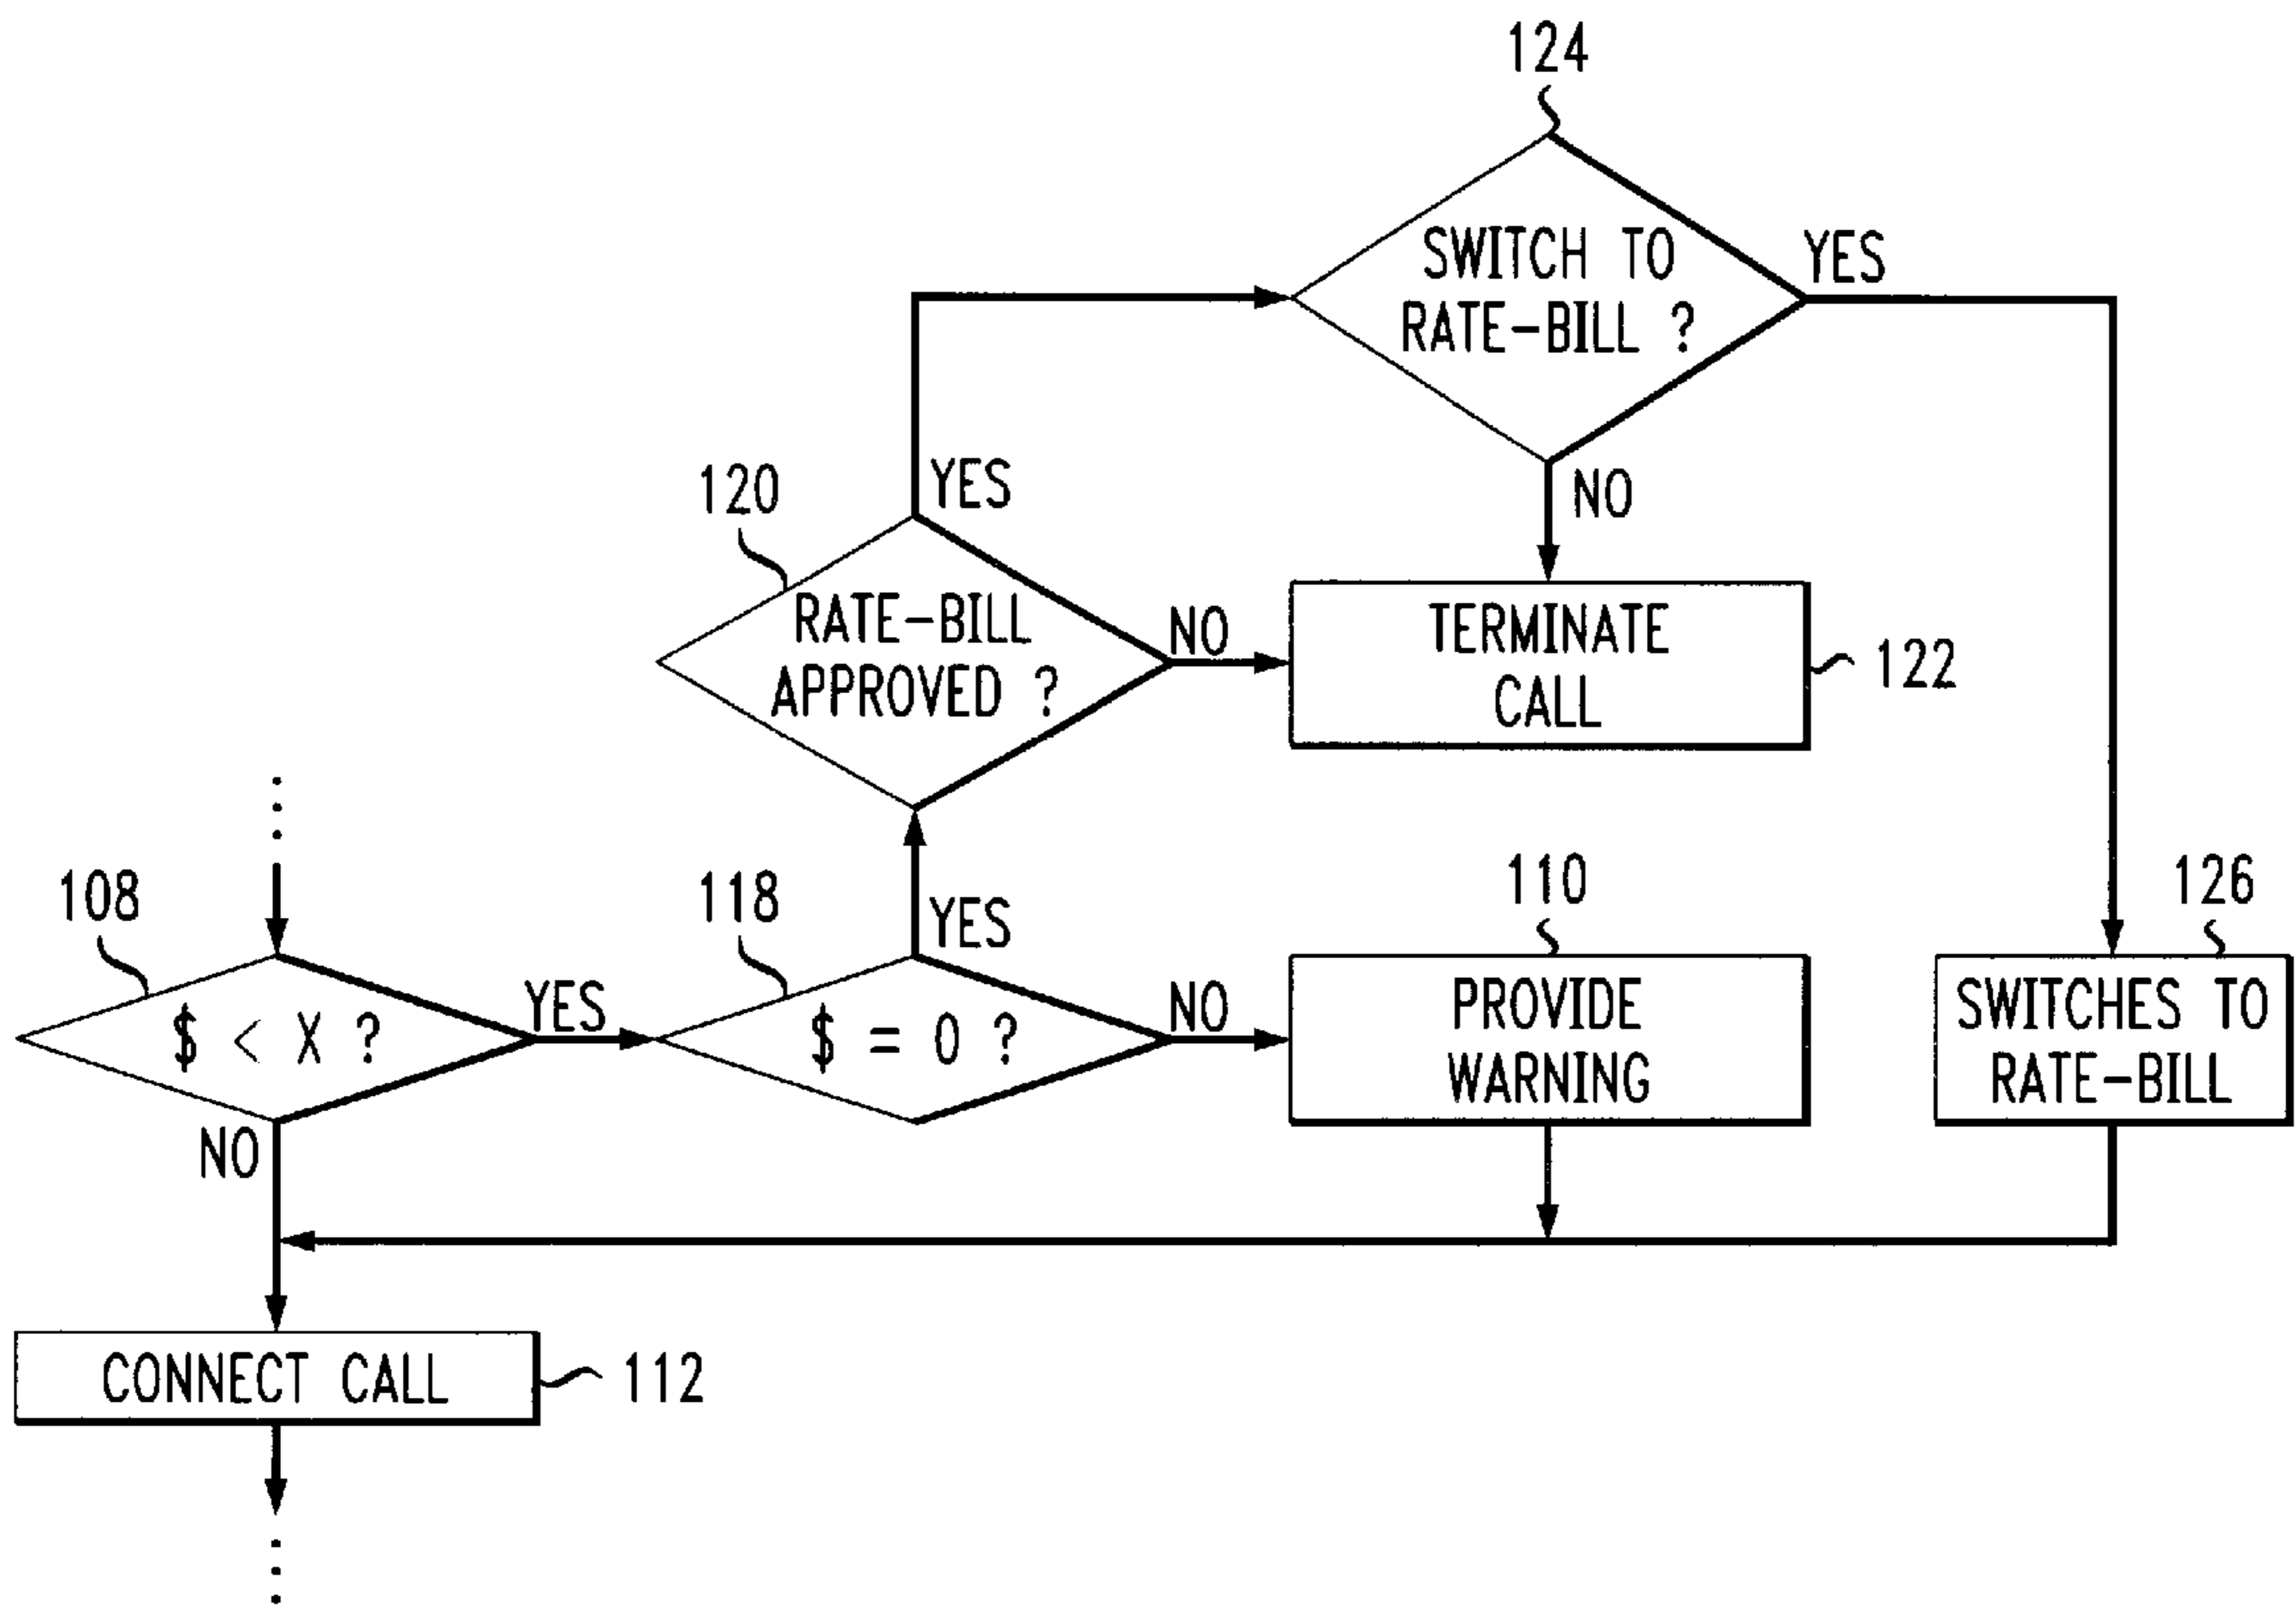 124
SWITCH TO
RATE-BILL ?
YES
NO
120
YES
RATE-BILL
APPROVED ?
NO
TERMINATE
CALL
122
108
$ < X ?
YES
NO
118
YES
$ = 0 ?
NO
110
PROVIDE
WARNING
126
SWITCHES TO
RATE-BILL
CONNECT CALL
112